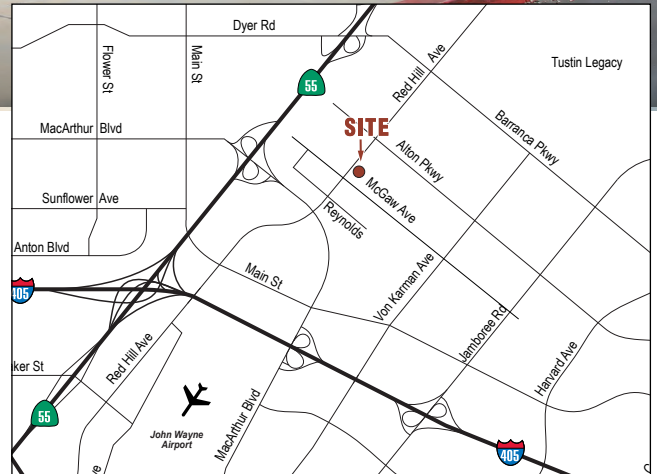 Dyer Rd
Flower St
Main St
55
Red Hill Ave
Tustin Legacy
MacArthur Blvd
SITE
Alton Pkwy
Barranca Pkwy
Sunflower Ave
McGaw Ave
Reynolds
Anton Blvd
Main St
405
Von Karman Ave
Red Hill Ave
Jamboree Rd
Harvard Ave
ker St
MacArthur Blvd
55
John Wayne
Airport
405